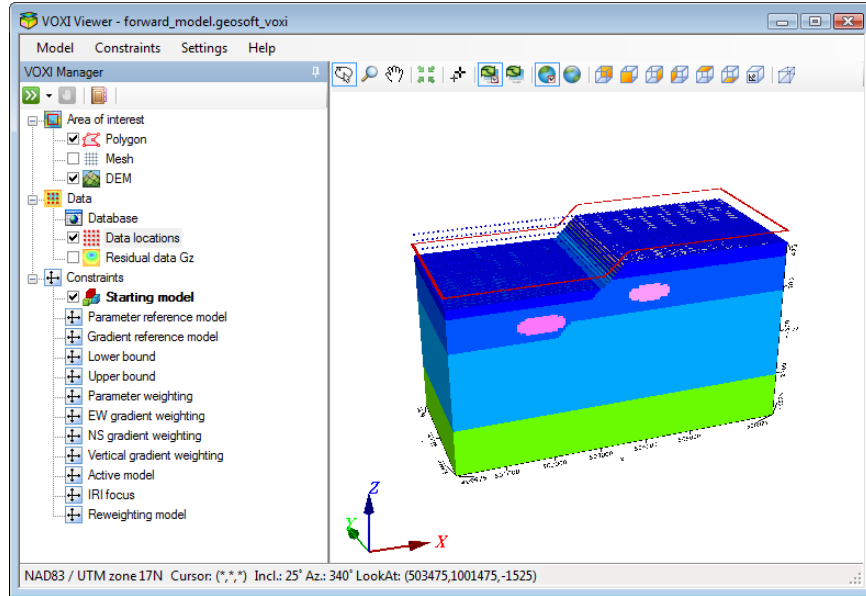 VOXI Viewer - forward_model.geosoft_voxi
Model Constraints Settings Help
VOXI Manager
Area of interest
Polygon
Mesh
DEM
Data
Database
Data locations
Residual data Gz
Constraints
Starting model
Parameter reference model
Gradient reference model
Lower bound
Upper bound
Parameter weighting
EW gradient weighting
NS gradient weighting
Vertical gradient weighting
Active model
IRI focus
Reweighting model
Z
Y
X
NAD83 / UTM zone 17N Cursor: (*,*,*) Incl.: 25° Az.: 340° LookAt: (503475,1001475,-1525)